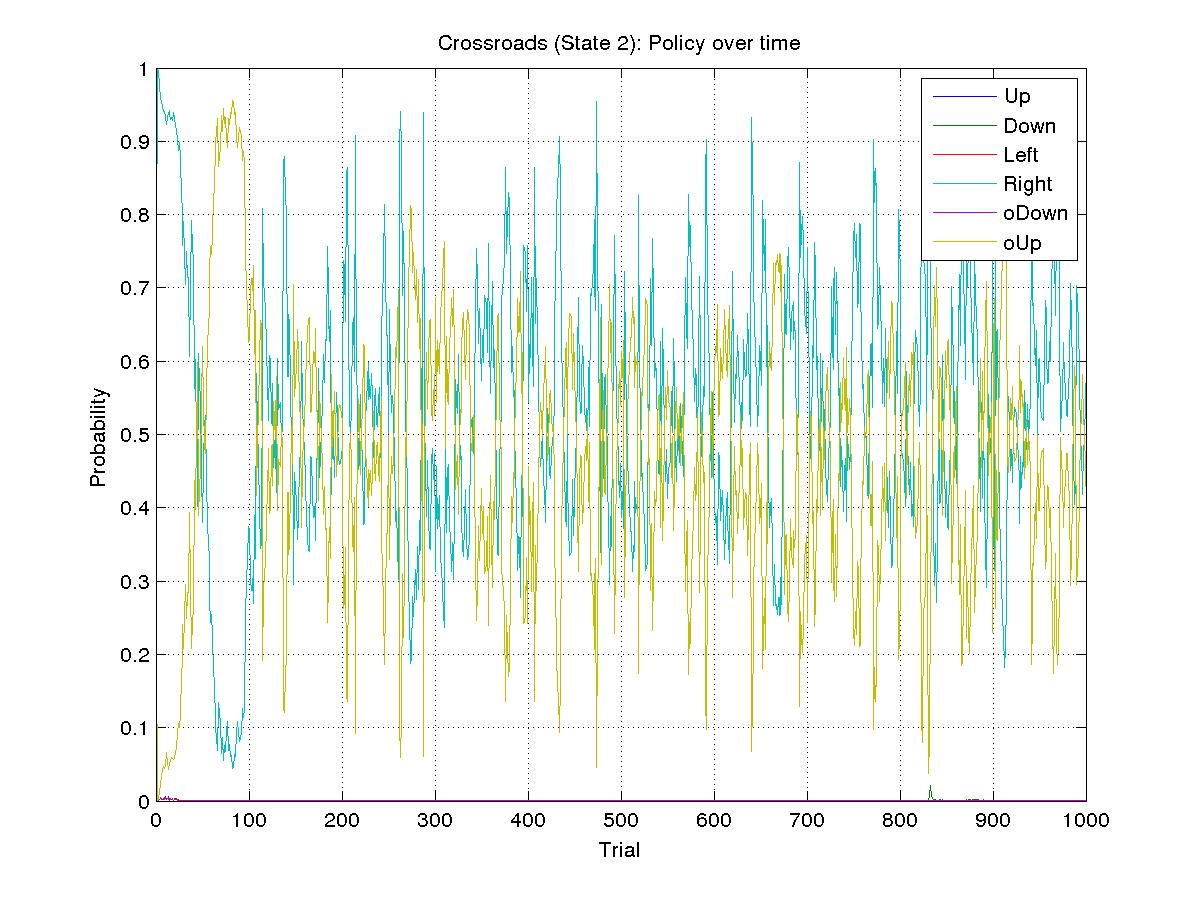 Crossroads (State 2): Policy over time
1
0.9
0.8
0.7
0.6
0.5
0.4
0.3
0.2
0.1
0
Probability
Up
Down
Left
Right
oDown
oUp
0 100 200 300 400 500 600 700 800 900 1000
Trial